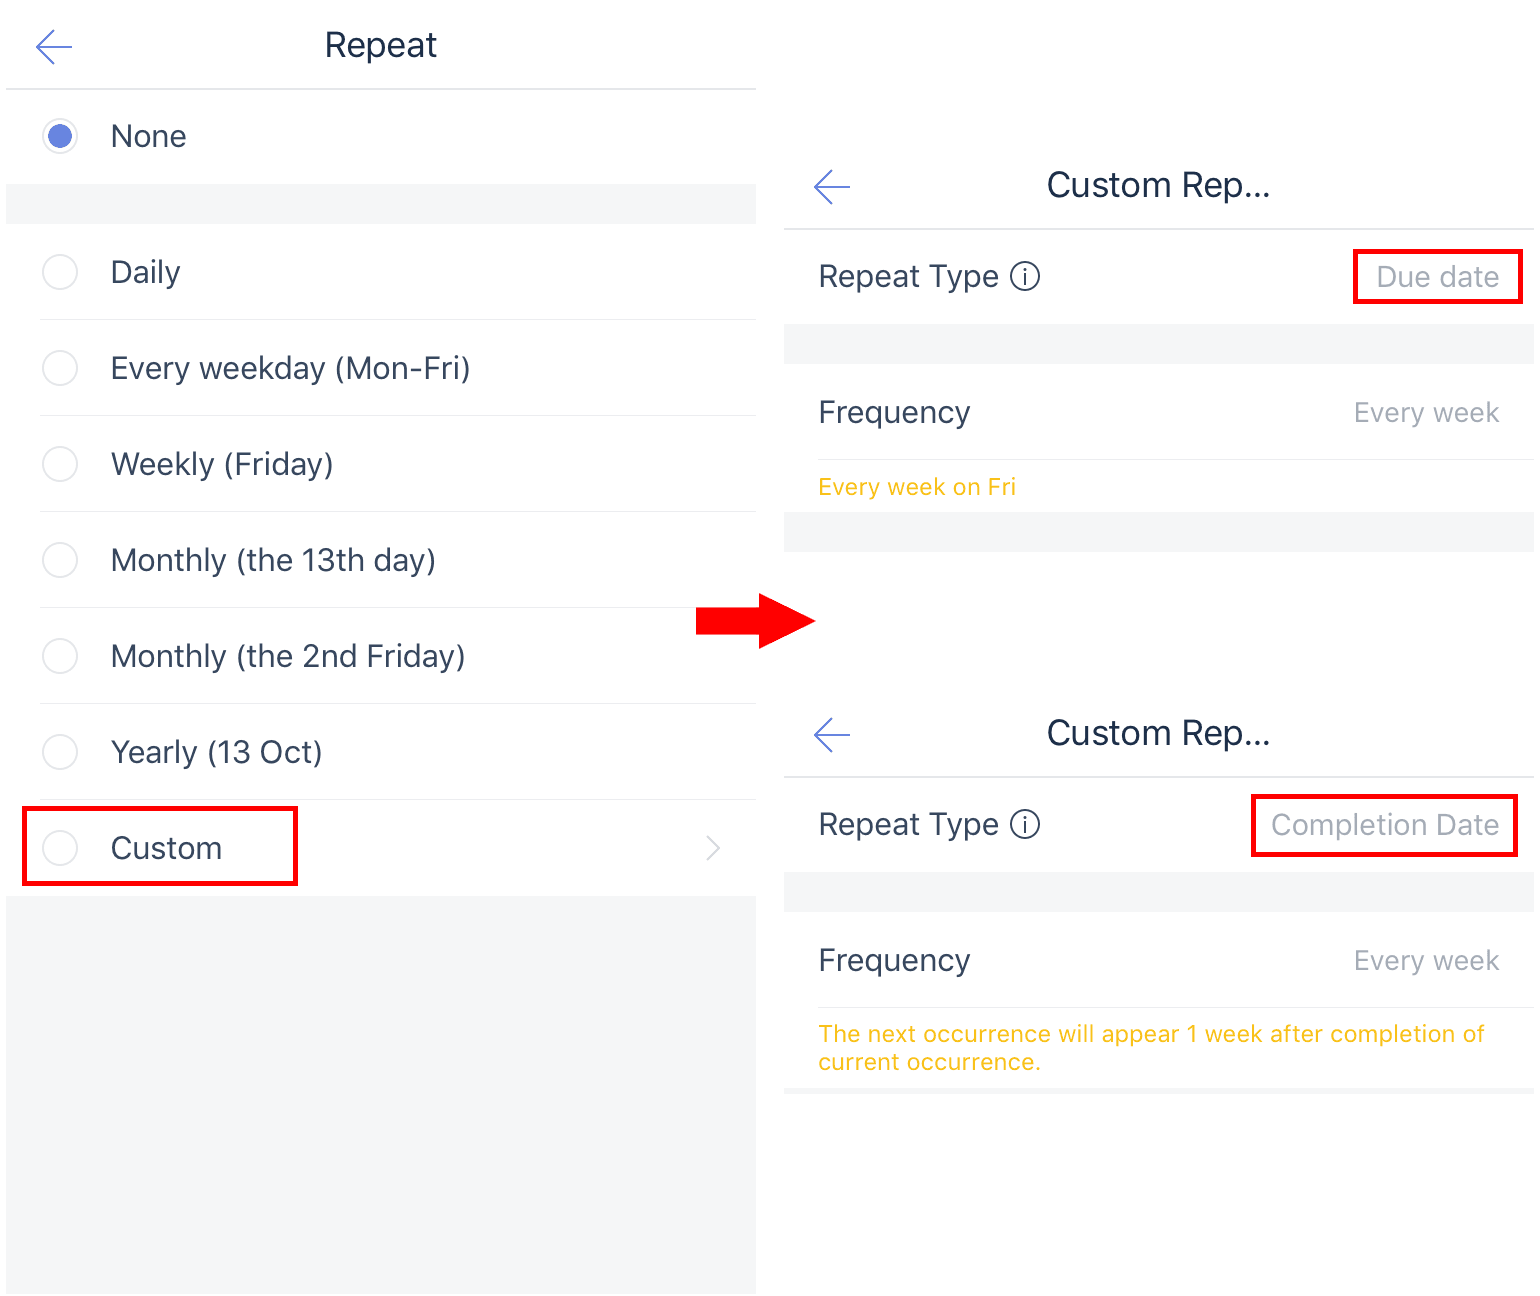 Repeat
None
Daily
Every weekday (Mon-Fri)
Weekly (Friday)
Monthly (the 13th day)
Monthly (the 2nd Friday)
Yearly (13 Oct)
Custom
Custom Rep...
Repeat Type
Due date
Frequency
Every week
Every week on Fri
Custom Rep...
Repeat Type
Completion Date
Frequency
Every week
The next occurrence will appear 1 week after completion of
current occurrence.